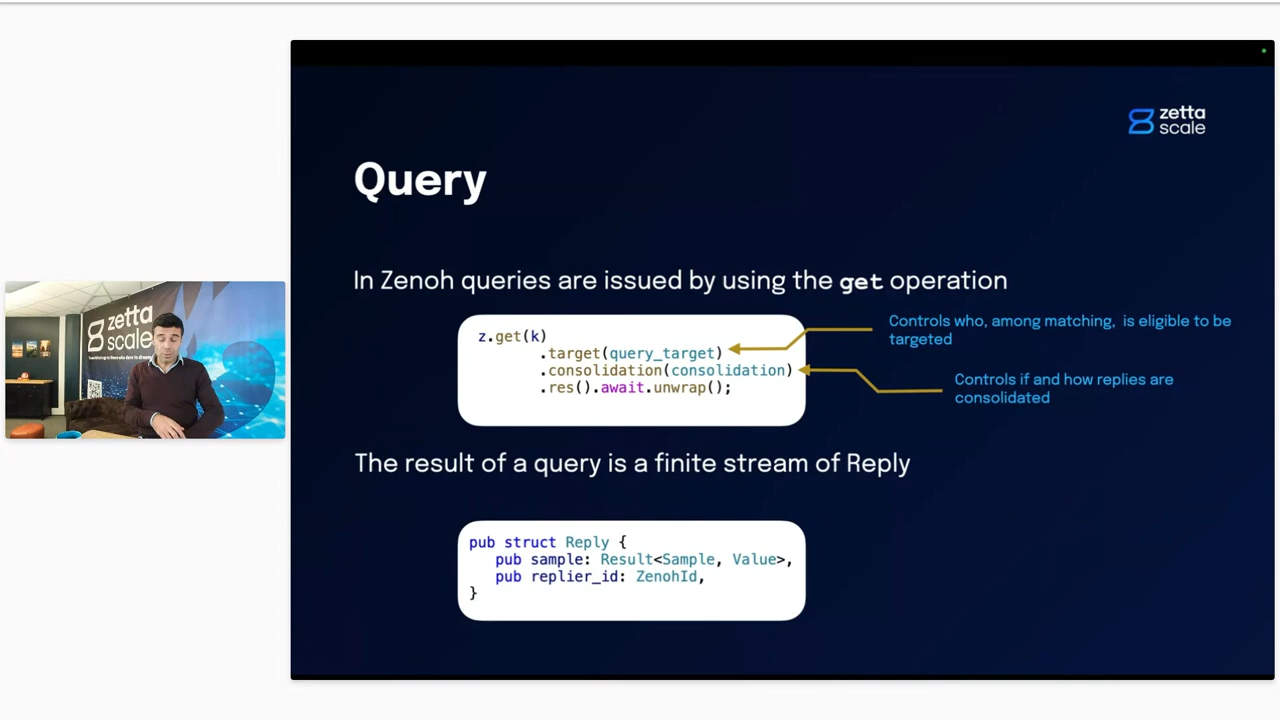 zetta
scale
Query
In Zenoh queries are issued by using the get operation
z.get(k)
.target(query_target)
.consolidation(consolidation)
.res().await.unwrap();
Controls who, among matching,  is eligible to be
targeted
Controls if and how replies are
consolidated
The result of a query is a finite stream of Reply
pub struct Reply {
pub sample: Result<Sample, Value>,
pub replier_id: ZenohId,
}
zetta
scale